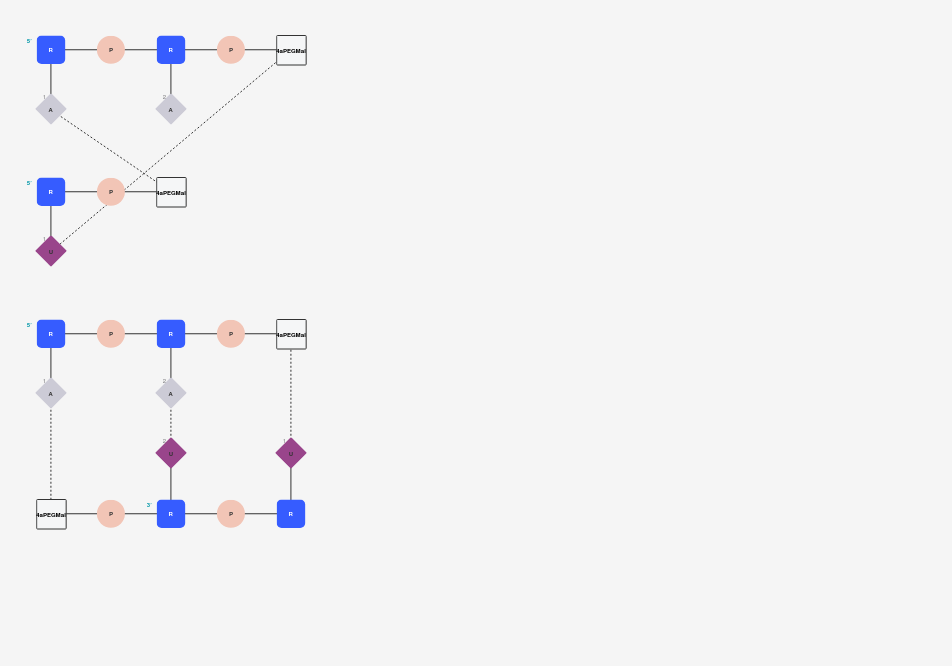 5'
R P R P 4aPEGMal
1 2
A A
5'
R P 4aPEGMal
1
U
5'
R P R P 4aPEGMal
1 2
A A
2 1
U U
3'
4aPEGMal P R P R